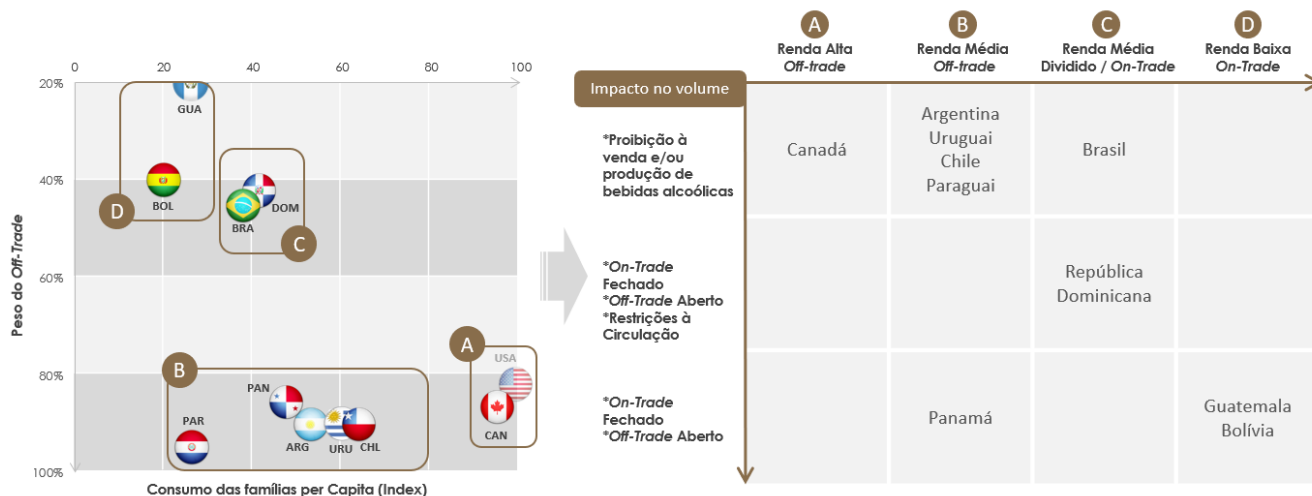 0
20
40
60
80
100
20%
40%
60%
80%
100%
Peso do Off-Trade
Consumo das famílias per Capita (Index)
GUA
BOL
D
DOM
BRA
C
A
USA
CAN
B
PAN
PAR
ARG
URU
CHL
A
Renda Alta
Off-trade
B
Renda Média
Off-trade
C
Renda Média
Dividido / On-Trade
D
Renda Baixa
On-Trade
Impacto no volume
*Proibição à
venda e/ou
produção de
bebidas alcoólicas
Canadá
Argentina
Uruguai
Chile
Paraguai
Brasil
*On-Trade
Fechado
*Off-Trade Aberto
*Restrições à
Circulação
República
Dominicana
*On-Trade
Fechado
*Off-Trade Aberto
Panamá
Guatemala
Bolívia